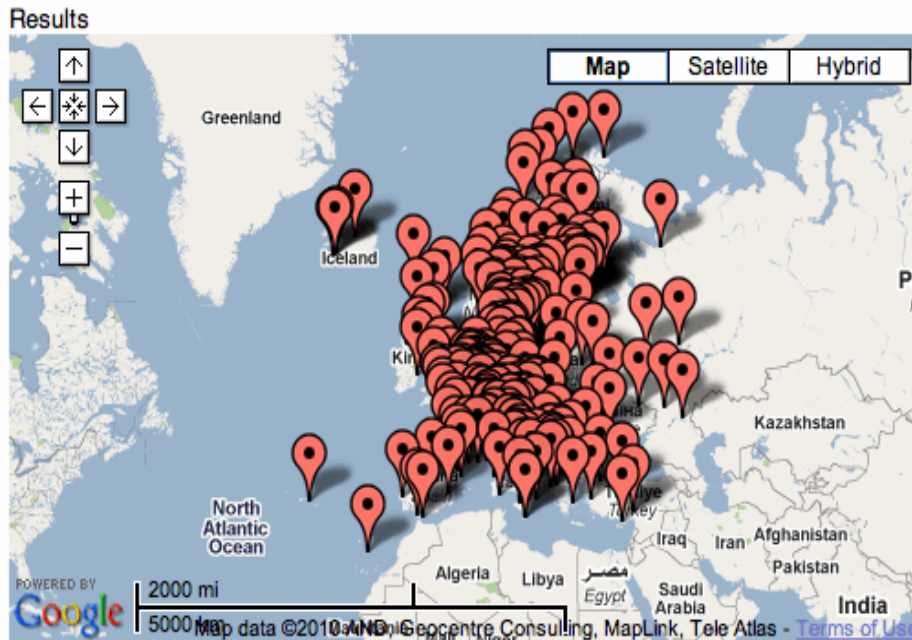 Results
Map
Satellite
Hybrid
Greenland
Iceland
Kazakhstan
North
Atlantic
Ocean
Turkey
Iraq
Iran
Afghanistan
Pakistan
Algeria
Libya
مصر
Egypt
Saudi
Arabia
India
POWERED BY
Google
2000 mi
5000 km
Map data ©2010 AND, Geocentre Consulting, MapLink, Tele Atlas - Terms of Use